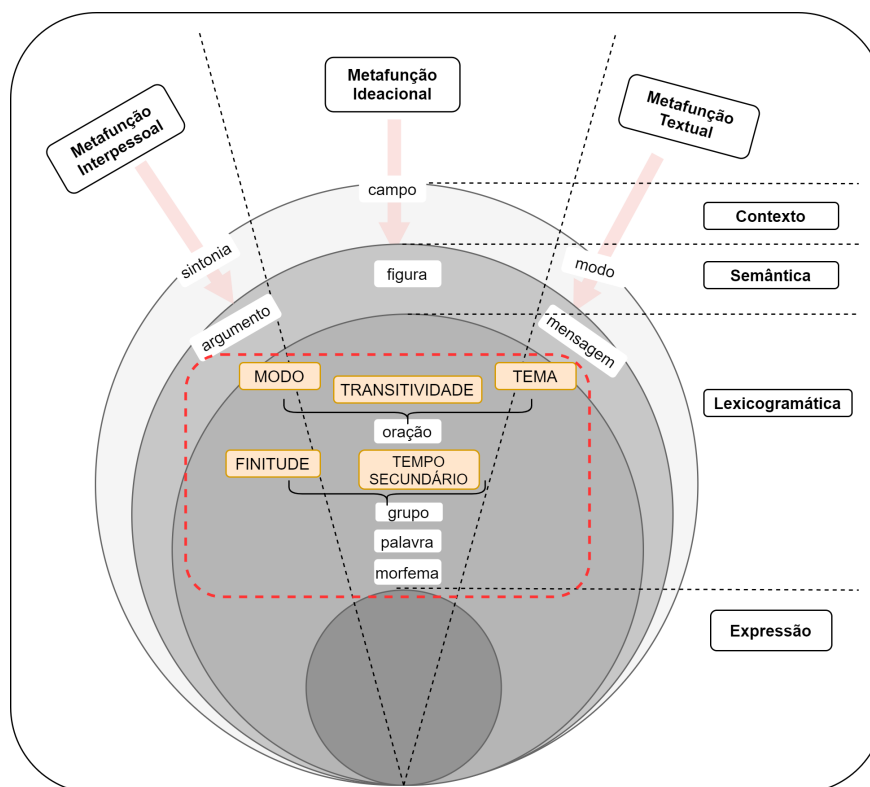 Metafunção
Interpessoal
Metafunção
Ideacional
Metafunção
Textual
campo
sintonia
modo
Contexto
figura
Semântica
argumento
mensagem
MODO
TRANSITIVIDADE
TEMA
Lexicogramática
oração
FINITUDE
TEMPO
SECUNDÁRIO
grupo
palavra
morfema
Expressão